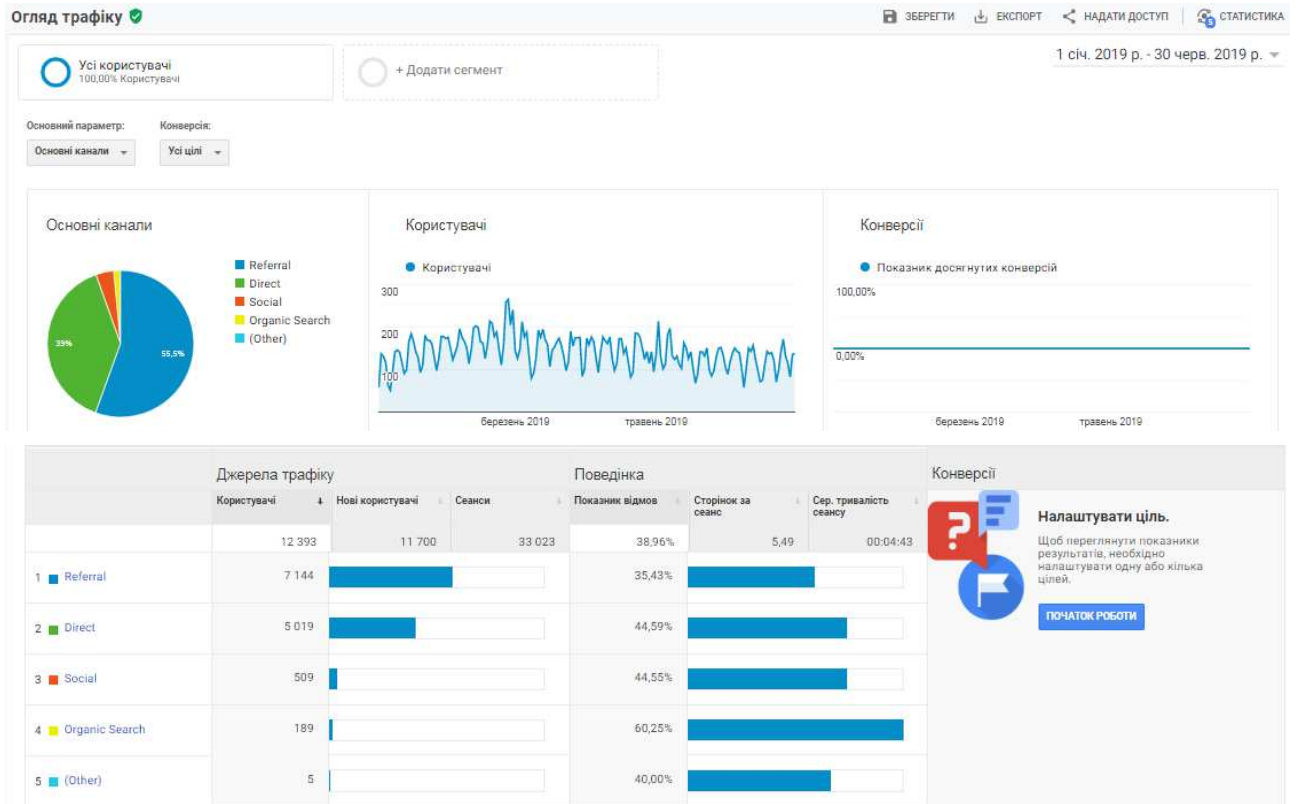 Огляд трафіку
ЗБЕРЕГТИ
ЕКСПОРТ
НАДАТИ ДОСТУП
СТАТИСТИКА
Усі користувачі
100,00% Користувачі
+ Додати сегмент
1 січ. 2019 р. - 30 черв. 2019 р.
Основний параметр:
Конверсія:
Основні канали
Усі цілі
Основні канали
39%
55,5%
Referral
Direct
Social
Organic Search
(Other)
Користувачі
Користувачі
300
200
100
березень 2019
травень 2019
Конверсії
Показник досягнутих конверсій
100,00%
0,00%
березень 2019
травень 2019
Джерела трафіку
Поведінка
Конверсії
Користувачі
Нові користувачі
Сеанси
Показник відмов
Сторінок за сеанс
Сер. тривалість сеансу
12 393
11 700
33 023
38,96%
5,49
00:04:43
1 Referral 7 144 35,43%
2 Direct 5 019 44,59%
3 Social 509 44,55%
4 Organic Search 189 60,25%
5 (Other) 5 40,00%
Налаштувати ціль.
Щоб переглянути показники
результатів, необхідно
налаштувати одну або кілька
цілей.
ПОЧАТОК РОБОТИ